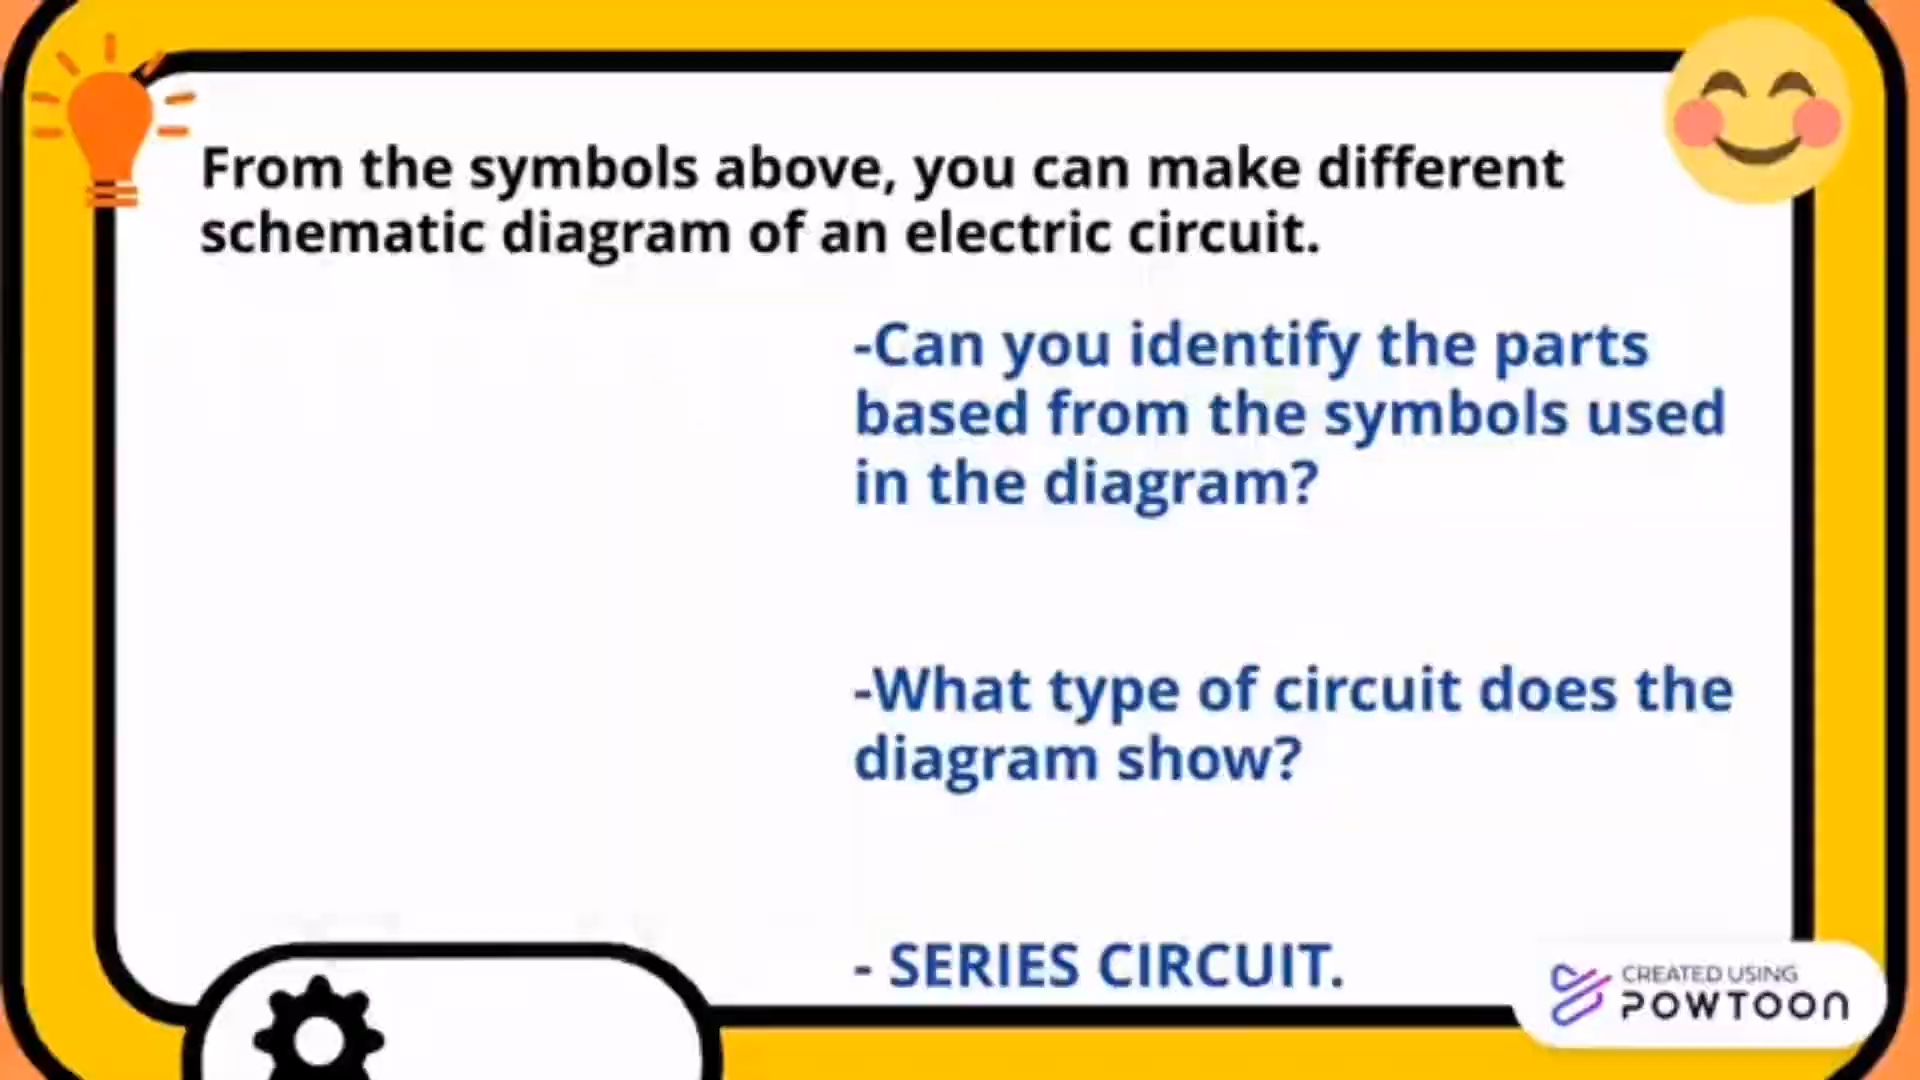 From the symbols above, you can make different
schematic diagram of an electric circuit.
-Can you identify the parts
based from the symbols used
in the diagram?
-What type of circuit does the
diagram show?
- SERIES CIRCUIT.
CREATED USING
POWTOON